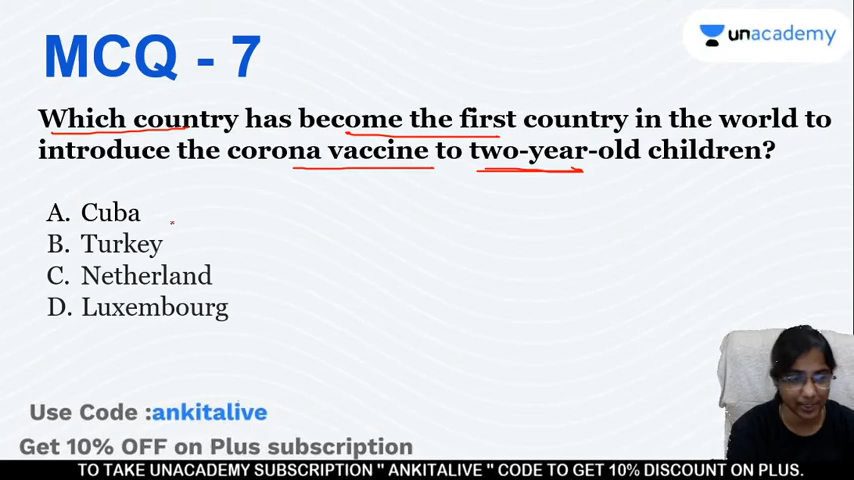 MCQ - 7
unacademy
Which country has become the first country in the world to
introduce the corona vaccine to two-year-old children?
A. Cuba
B. Turkey
C. Netherland
D. Luxembourg
Use Code :ankitalive
Get 10% OFF on Plus subscription
TO TAKE UNACADEMY SUBSCRIPTION " ANKITALIVE " CODE TO GET 10% DISCOUNT ON PLUS.